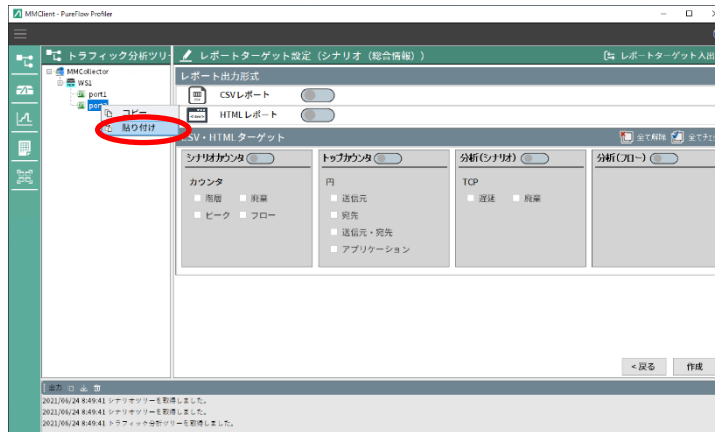 MMClient - PureFlow Profiler
トラフィック分析ツリー
レポートターゲット設定（シナリオ（総合情報））
レポートターゲット入出
MMCollector
WS1
port1
コピー
貼り付け
レポート出力形式
CSVレポート
HTMLレポート
CSV・HTMLターゲット
全て解除
全てチェ
シナリオカウンタ
トップカウンタ
分析(シナリオ)
分析(フロー)
カウンタ
円
TCP
階層
廃棄
送信元
遅延
廃棄
ピーク
フロー
宛先
送信元・宛先
アプリケーション
<戻る
作成
出力
2021/06/24 8:49:41 シナリオツリーを取得しました。
2021/06/24 8:49:41 シナリオツリーを取得しました。
2021/06/24 8:49:41 トラフィック分析ツリーを取得しました。